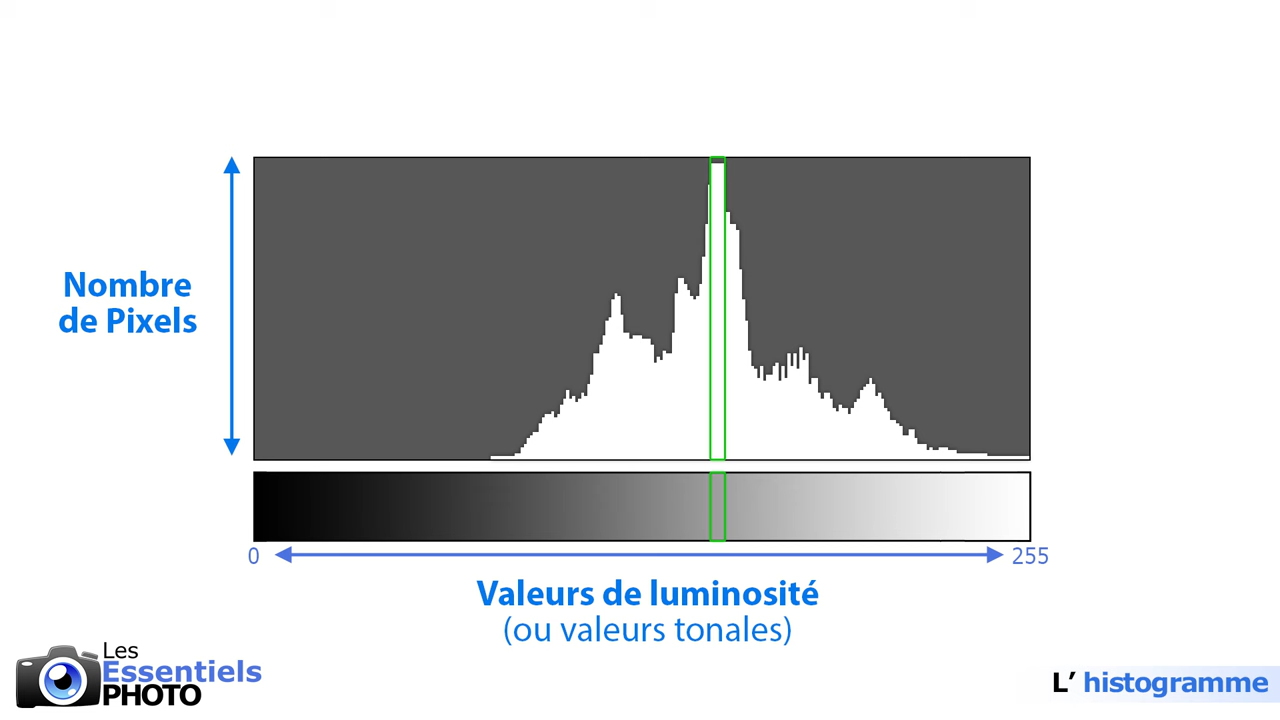 Nombre
de Pixels
0
255
Valeurs de luminosité
(ou valeurs tonales)
Les
Essentiels
PHOTO
L’ histogramme